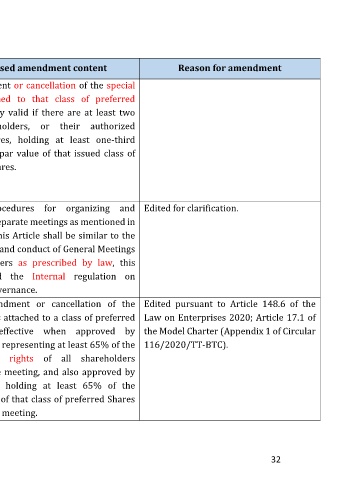 sed amendment content
Reason for amendment
ent or cancellation of the special
ed to that class of preferred
y valid if there are at least two
olders, or their authorized
es, holding at least one-third
par value of that issued class of
res.
ocedures for organizing and
eparate meetings as mentioned in
his Article shall be similar to the
and conduct of General Meetings
ers as prescribed by law, this
d the Internal regulation on
vernance.
Edited for clarification.
ndment or cancellation of the
s attached to a class of preferred
effective when approved by
representing at least 65% of the
rights of all shareholders
e meeting, and also approved by
holding at least 65% of the
of that class of preferred Shares
meeting.
Edited pursuant to Article 148.6 of the
Law on Enterprises 2020; Article 17.1 of
the Model Charter (Appendix 1 of Circular
116/2020/TT-BTC).
32